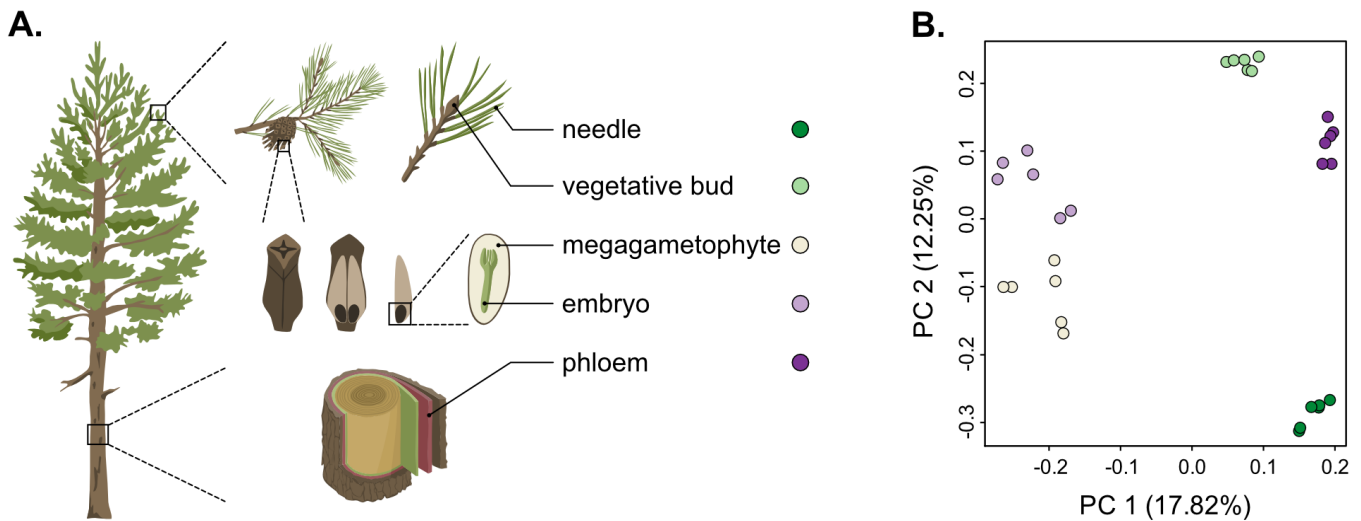 A.
needle
vegetative bud
megagametophyte
embryo
phloem
B.
PC 2 (12.25%)
0.2
0.1
0.0
-0.1
-0.2
-0.3
-0.2
-0.1
0.0
0.1
0.2
PC 1 (17.82%)